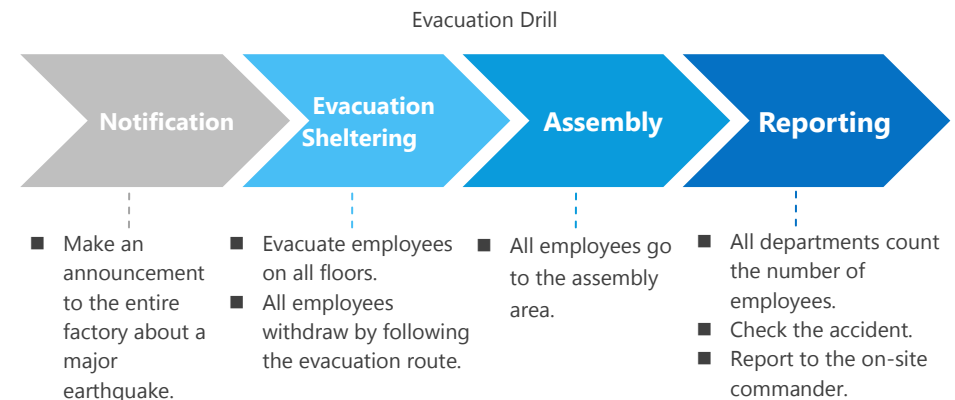 Evacuation Drill
Notification
Evacuation
Sheltering
Assembly
Reporting
■ Make an
announcement
to the entire
factory about a
major
earthquake.
■ Evacuate employees
on all floors.
■ All employees
withdraw by following
the evacuation route.
■ All employees go
to the assembly
area.
■ All departments count
the number of
employees.
■ Check the accident.
■ Report to the on-site
commander.